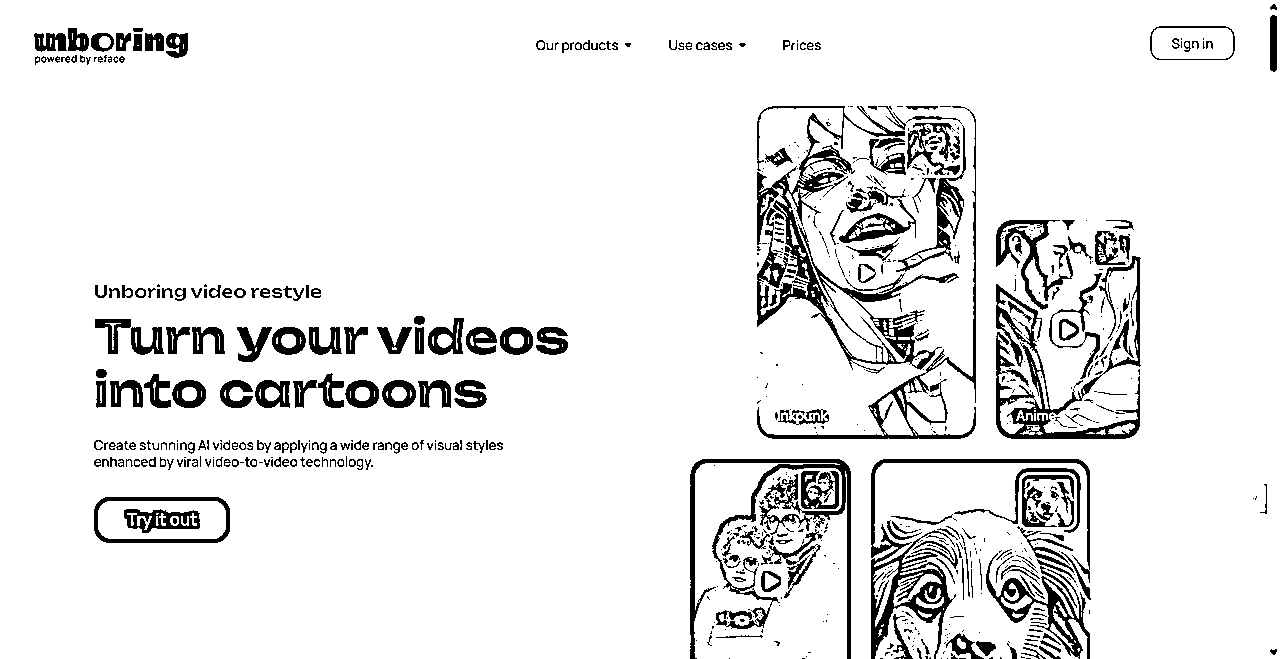 unboring
powered by reface
Our products
Use cases
Prices
Sign in
Unboring video restyle
Turn your videos
into cartoons
Create stunning AI videos by applying a wide range of visual styles
enhanced by viral video-to-video technology.
Try it out
Inkpunk
Anime